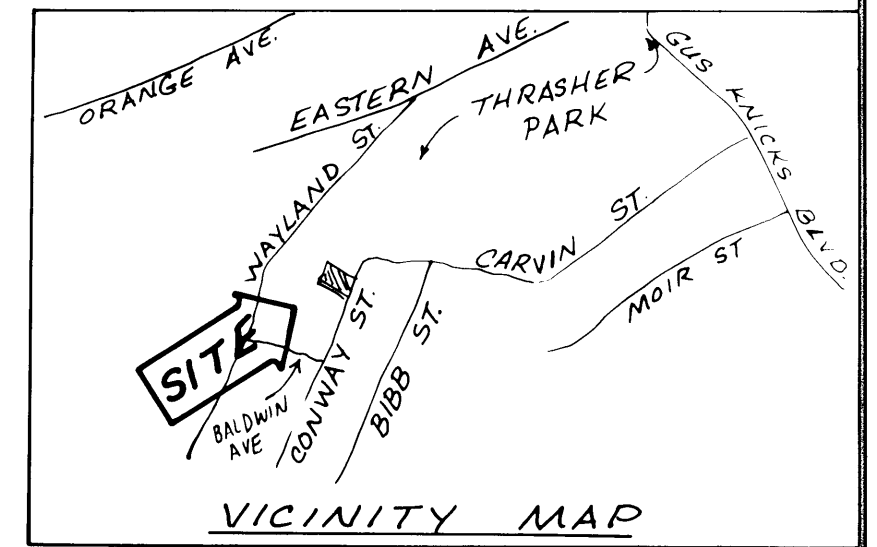 ORANGE AVE.
EASTERN AVE.
THRASHER
PARK
GUS KNICKS BLVD.
WAYLAND ST.
CARVIN ST.
MOIR ST
SITE
BALDWIN
AVE
CONWAY ST.
BIBB ST.
VICINITY MAP